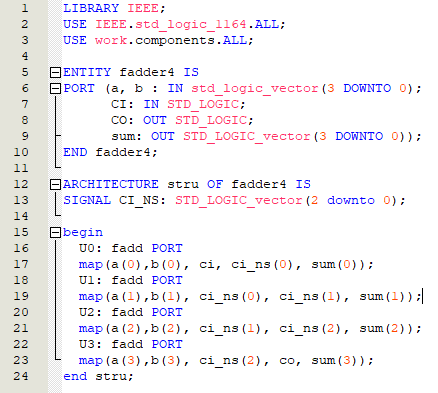 1 LIBRARY IEEE;
2 USE IEEE.std_logic_1164.ALL;
3 USE work.components.ALL;
4
5 ENTITY fadder4 IS
6 PORT (a, b : IN std_logic_vector(3 DOWNTO 0);
7 CI: IN STD_LOGIC;
8 CO: OUT STD_LOGIC;
9 sum: OUT STD_LOGIC_vector(3 DOWNTO 0));
10 END fadder4;
11
12 ARCHITECTURE stru OF fadder4 IS
13 SIGNAL CI_NS: STD_LOGIC_vector(2 downto 0);
14
15 begin
16 U0: fadd PORT
17 map(a(0),b(0), ci, ci_ns(0), sum(0));
18 U1: fadd PORT
19 map(a(1),b(1), ci_ns(0), ci_ns(1), sum(1));
20 U2: fadd PORT
21 map(a(2),b(2), ci_ns(1), ci_ns(2), sum(2));
22 U3: fadd PORT
23 map(a(3),b(3), ci_ns(2), co, sum(3));
24 end stru;